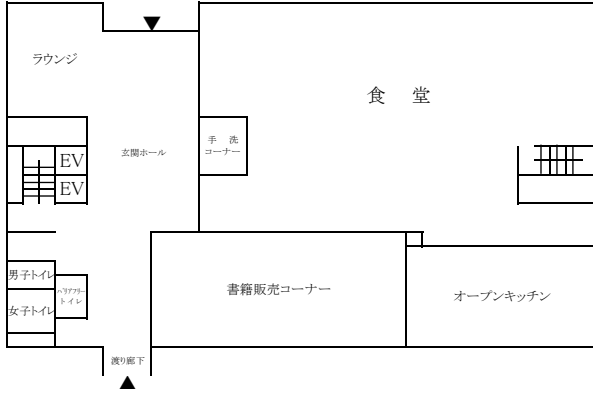 ラウンジ
食 堂
手 洗
コーナー
玄関ホール
EV
EV
男子トイレ
バリアフリー
トイレ
女子トイレ
書籍販売コーナー
オープンキッチン
渡り廊下